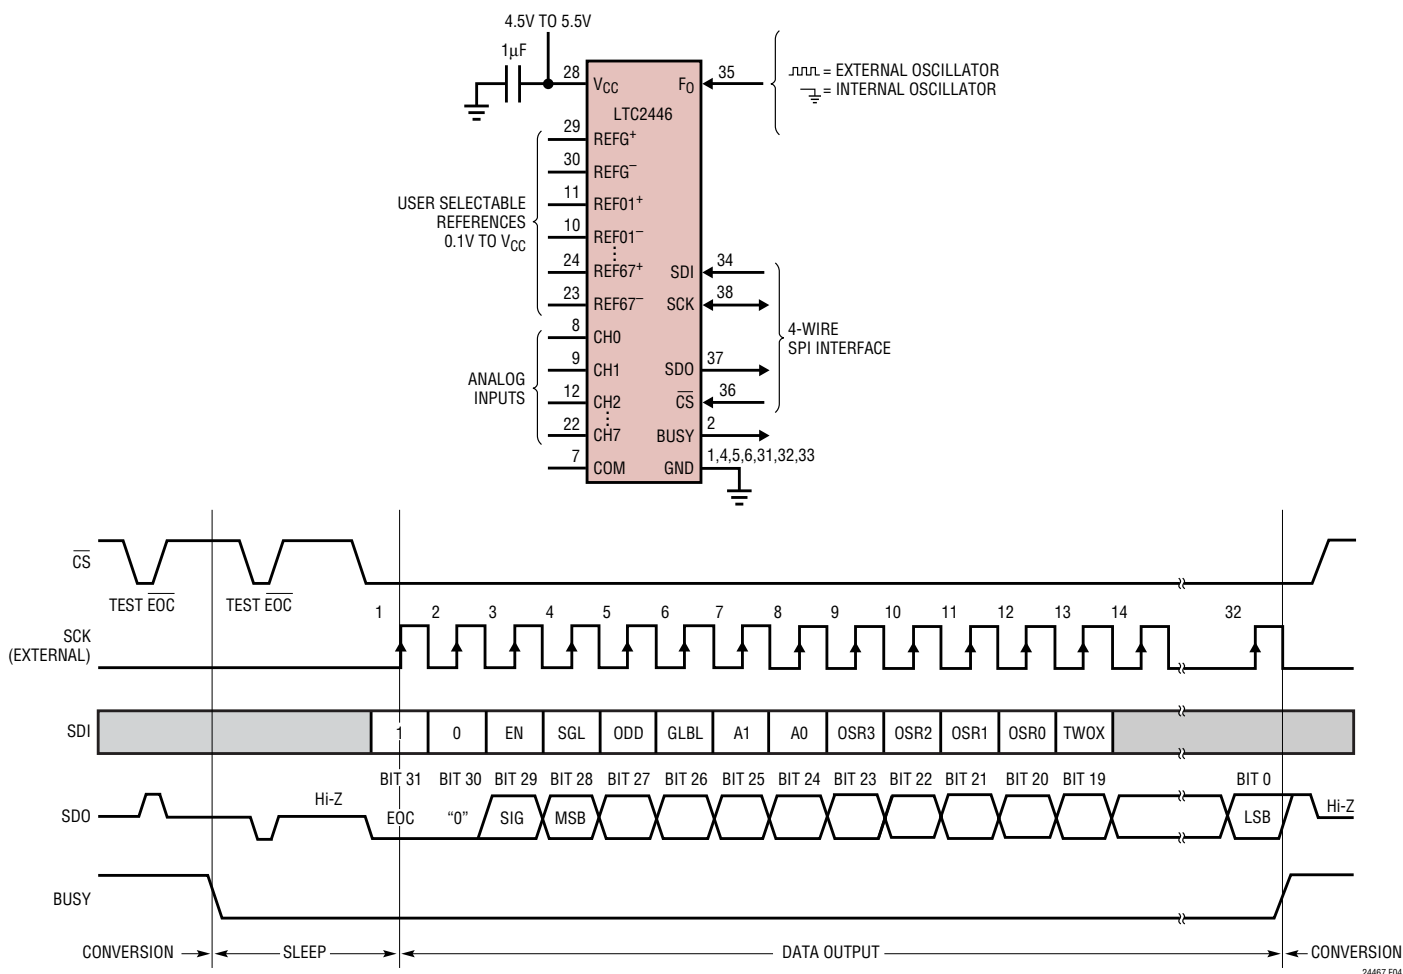 4.5V TO 5.5V
1µF
28
VCC
FO
35
= EXTERNAL OSCILLATOR
= INTERNAL OSCILLATOR
LTC2446
29
REFG+
30
REFG–
11
REF01+
USER SELECTABLE
REFERENCES
0.1V TO VCC
10
REF01–
24
REF67+
SDI
34
23
REF67–
SCK
38
8
CH0
4-WIRE
SPI INTERFACE
9
CH1
SDO
37
ANALOG
INPUTS
12
CH2
CS
36
22
CH7
BUSY
2
7
COM
GND
1,4,5,6,31,32,33
CS
TEST EOC
TEST EOC
1 2 3 4 5 6 7 8 9 10 11 12 13 14 32
SCK
(EXTERNAL)
SDI
1 0 EN SGL ODD GLBL A1 A0 OSR3 OSR2 OSR1 OSR0 TWOX
BIT 31 BIT 30 BIT 29 BIT 28 BIT 27 BIT 26 BIT 25 BIT 24 BIT 23 BIT 22 BIT 21 BIT 20 BIT 19 BIT 0
SDO
Hi-Z
EOC "0" SIG MSB LSB
Hi-Z
BUSY
CONVERSION SLEEP DATA OUTPUT CONVERSION
24467 F04